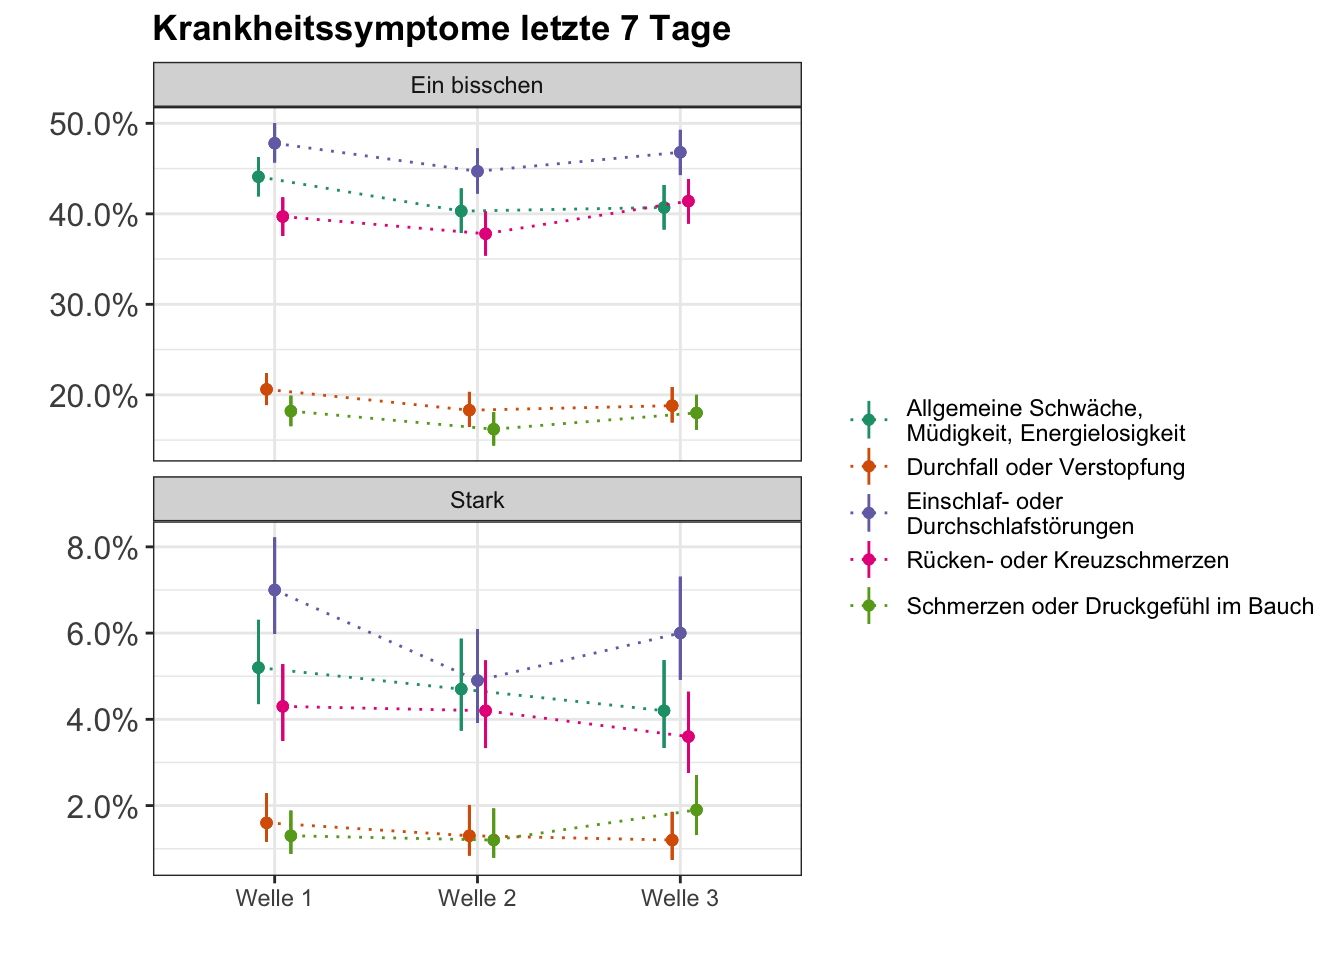 Krankheitssymptome letzte 7 Tage
Ein bisschen
50.0%
40.0%
30.0%
20.0%
Stark
8.0%
6.0%
4.0%
2.0%
Welle 1
Welle 2
Welle 3
Allgemeine Schwäche,
Müdigkeit, Energielosigkeit
Durchfall oder Verstopfung
Einschlaf- oder
Durchschlafstörungen
Rücken- oder Kreuzschmerzen
Schmerzen oder Druckgefühl im Bauch